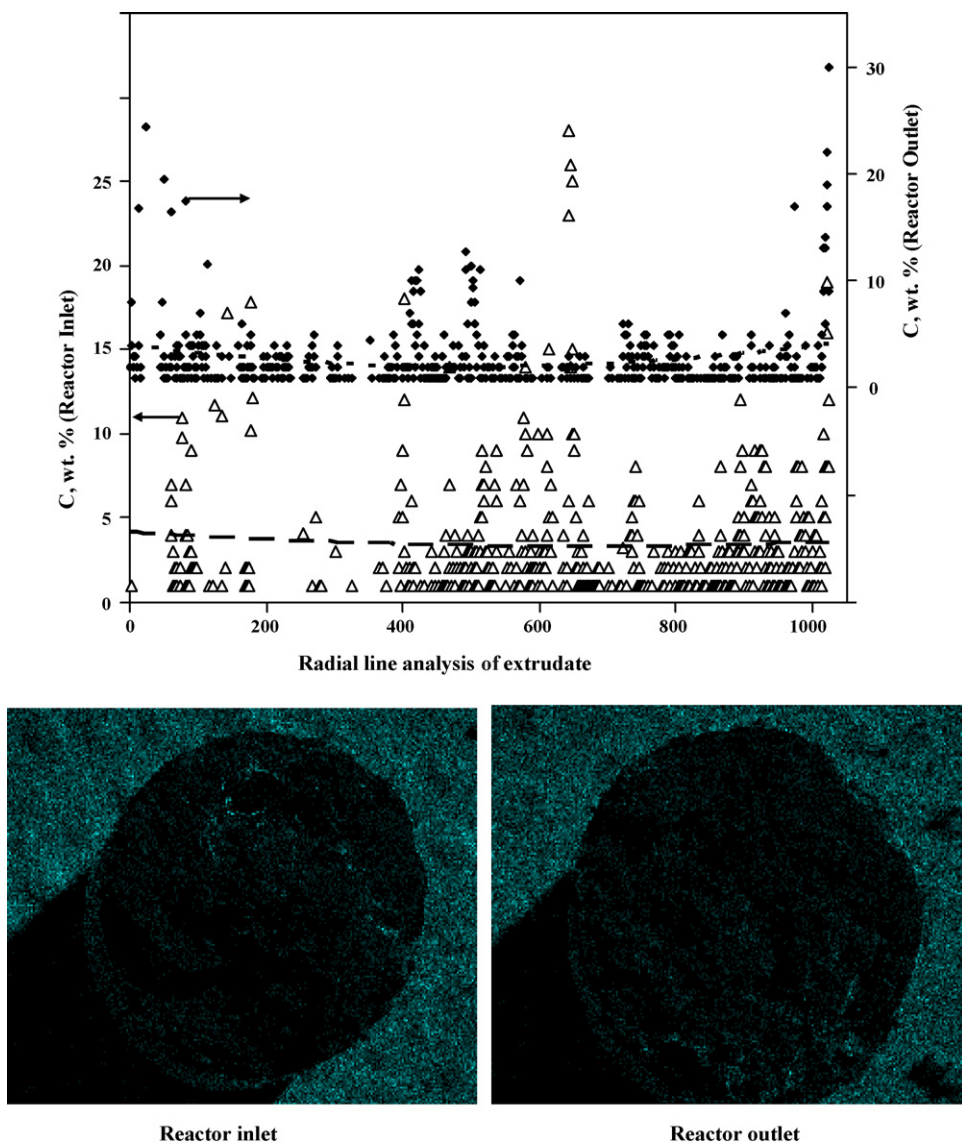 30
20
10
0
C, wt. % (Reactor Outlet)
25
20
15
10
5
0
C, wt. % (Reactor Inlet)
0 200 400 600 800 1000
Radial line analysis of extrudate
Reactor inlet Reactor outlet